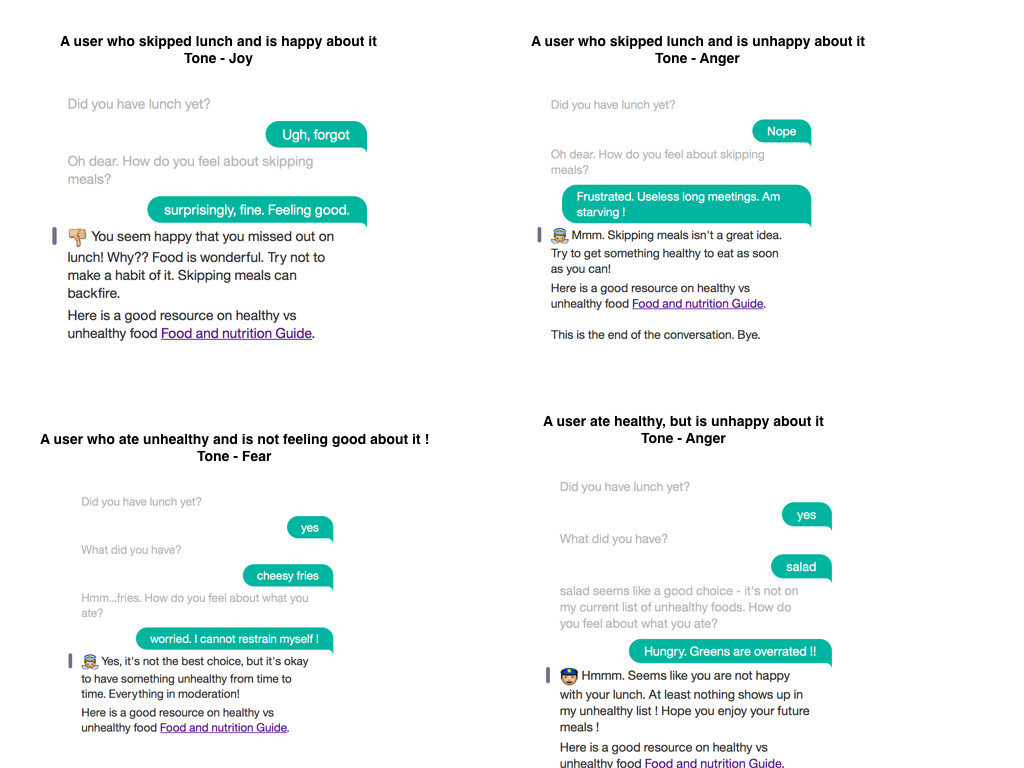 A user who skipped lunch and is happy about it
Tone - Joy
Did you have lunch yet?
Ugh, forgot
Oh dear. How do you feel about skipping
meals?
surprisingly, fine. Feeling good.
You seem happy that you missed out on
lunch! Why?? Food is wonderful. Try not to
make a habit of it. Skipping meals can
backfire.
Here is a good resource on healthy vs
unhealthy food Food and nutrition Guide.
A user who skipped lunch and is unhappy about it
Tone - Anger
Did you have lunch yet?
Nope
Oh dear. How do you feel about skipping
meals?
Frustrated. Useless long meetings. Am
starving !
Mmm. Skipping meals isn't a great idea.
Try to get something healthy to eat as soon
as you can!
Here is a good resource on healthy vs
unhealthy food Food and nutrition Guide.
This is the end of the conversation. Bye.
A user who ate unhealthy and is not feeling good about it !
Tone - Fear
Did you have lunch yet?
yes
What did you have?
cheesy fries
Hmm...fries. How do you feel about what you
ate?
worried. I cannot restrain myself !
Yes, it's not the best choice, but it's okay
to have something unhealthy from time to
time. Everything in moderation!
Here is a good resource on healthy vs
unhealthy food Food and nutrition Guide.
A user ate healthy, but is unhappy about it
Tone - Anger
Did you have lunch yet?
yes
What did you have?
salad
salad seems like a good choice - it's not on
my current list of unhealthy foods. How do
you feel about what you ate?
Hungry. Greens are overrated !!
Hmmm. Seems like you are not happy
with your lunch. At least nothing shows up in
my unhealthy list ! Hope you enjoy your future
meals !
Here is a good resource on healthy vs
unhealthy food Food and nutrition Guide.